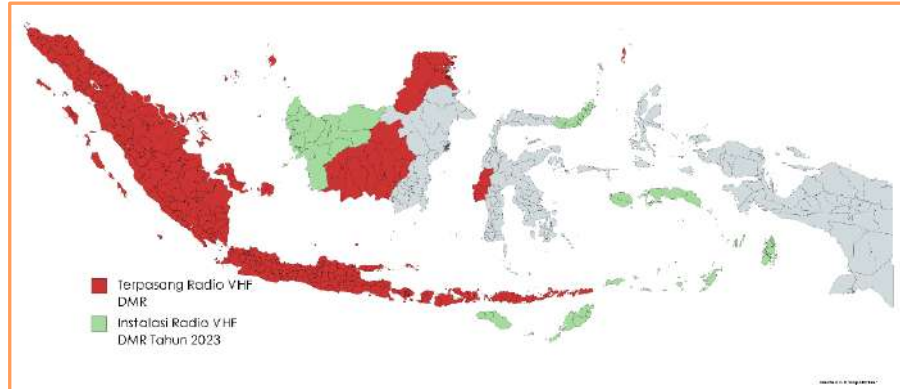 Terpasang Radio VHF
DMR
Instalasi Radio VHF
DMR Tahun 2023